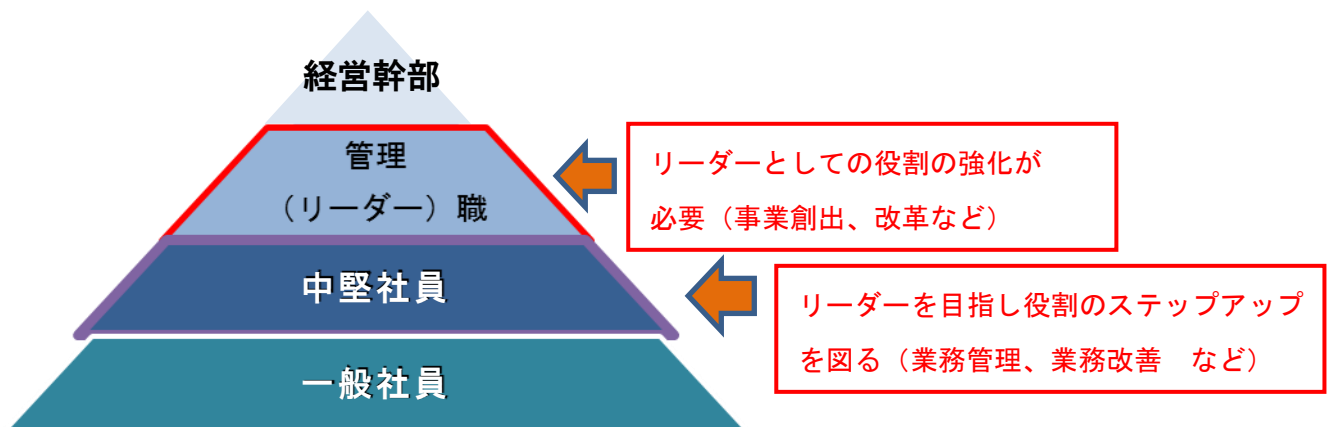 経営幹部
管理
（リーダー）職
リーダーとしての役割の強化が
必要（事業創出、改革など）
中堅社員
リーダーを目指し役割のステップアップ
を図る（業務管理、業務改善　など）
一般社員